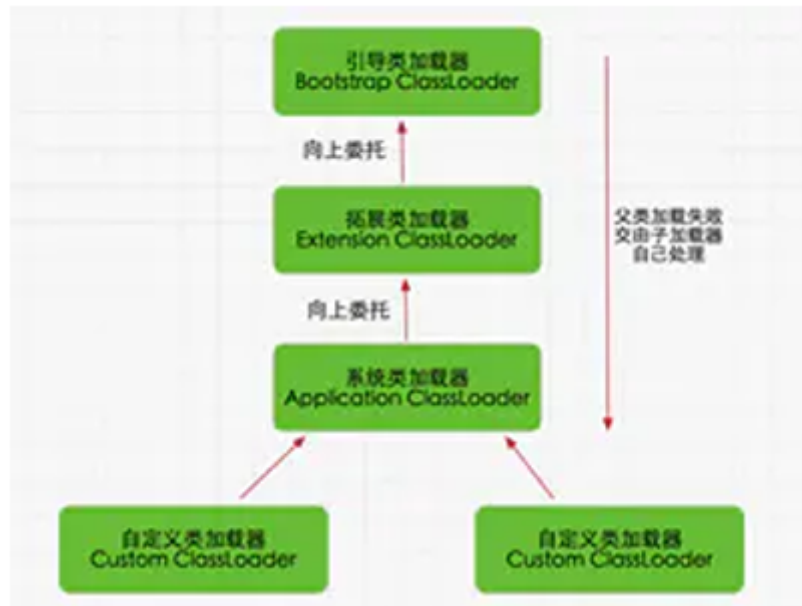 引导类加载器
Bootstrap ClassLoader
向上委托
拓展类加载器
Extension ClassLoader
父类加载失败
交由子加载器
自己处理
向上委托
系统类加载器
Application ClassLoader
自定义类加载器
Custom ClassLoader
自定义类加载器
Custom ClassLoader